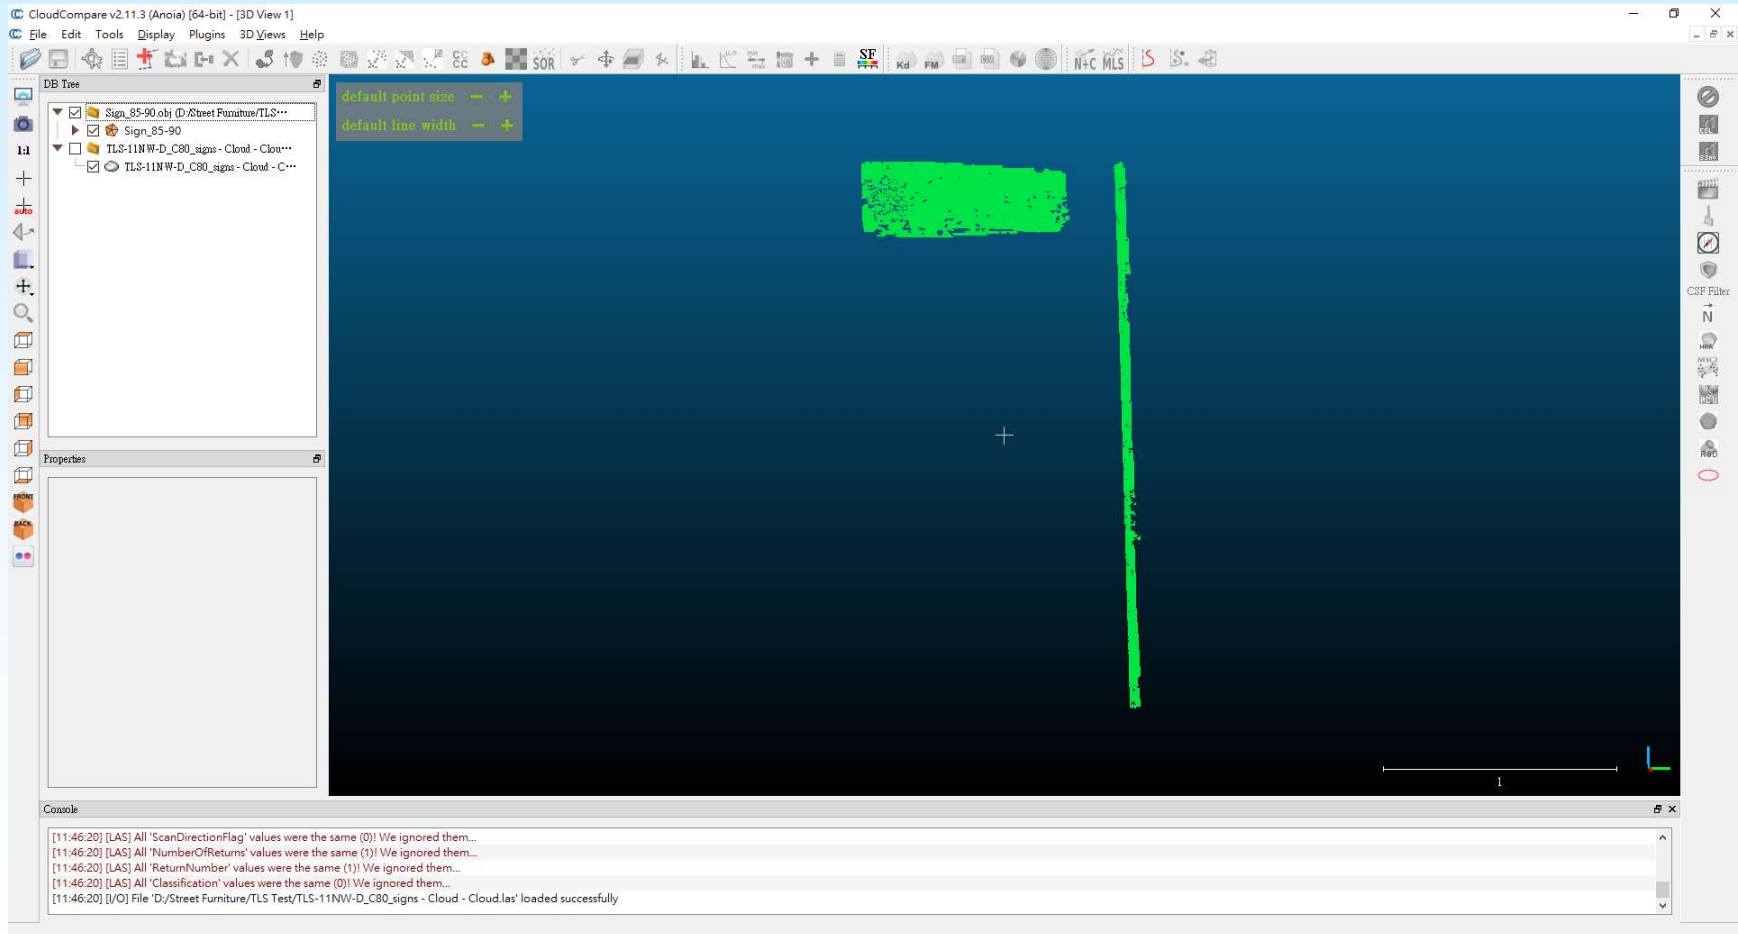 CloudCompare v2.11.3 (Anoia) [64-bit] - [3D View 1]
File Edit Tools Display Plugins 3D Views Help
SOR SF Kd FM N+C MLS
DB Tree
Sign_85-90.obj (D:/Street Furniture/TLS···
Sign_85-90
TLS-11NW-D_C80_signs - Cloud - Clou···
TLS-11NW-D_C80_signs - Cloud - C···
default point size
default line width
1:1
auto
FRONT
BACK
Properties
CSF Filter
N
1
Console
[11:46:20] [LAS] All 'ScanDirectionFlag' values were the same (0)! We ignored them...
[11:46:20] [LAS] All 'NumberOfReturns' values were the same (1)! We ignored them...
[11:46:20] [LAS] All 'ReturnNumber' values were the same (1)! We ignored them...
[11:46:20] [LAS] All 'Classification' values were the same (0)! We ignored them...
[11:46:20] [I/O] File 'D:/Street Furniture/TLS Test/TLS-11NW-D_C80_signs - Cloud - Cloud.las' loaded successfully